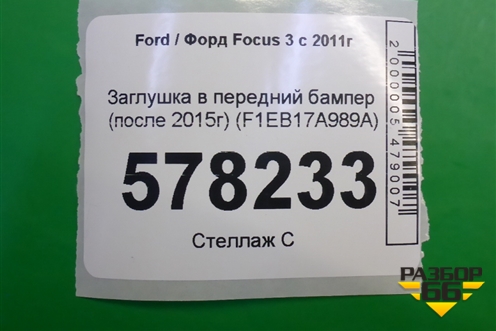 Ford / Форд Focus 3 с 2011г
Заглушка в передний бампер
(после 2015г) (F1EB17A989A)
578233
Стеллаж С
2000005479007
РАЗБОР
66